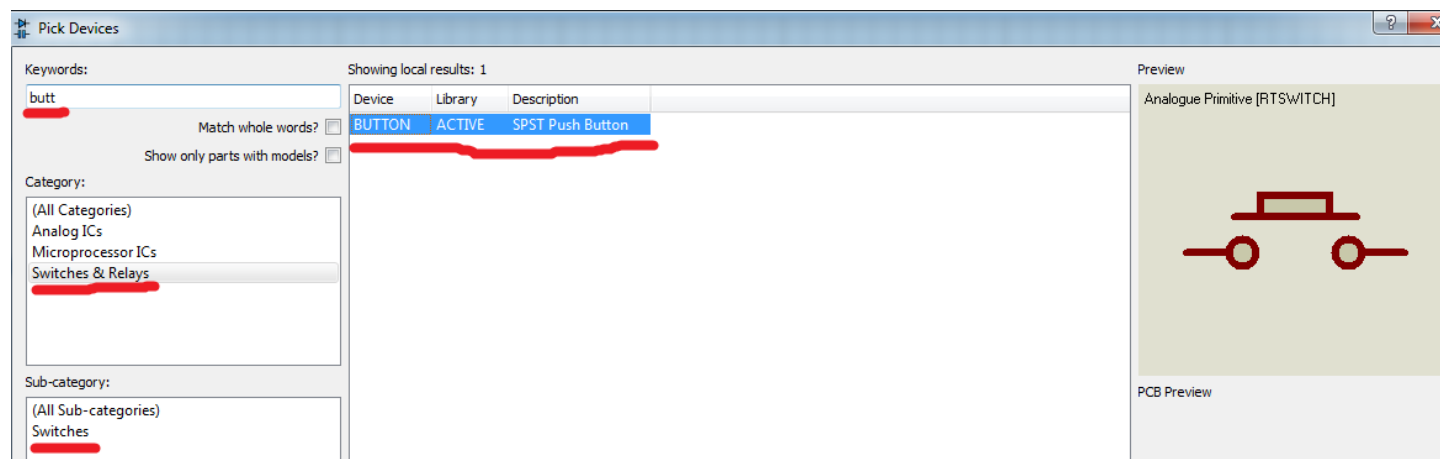 Pick Devices
Keywords:
butt
Match whole words?
Show only parts with models?
Category:
(All Categories)
Analog ICs
Microprocessor ICs
Switches & Relays
Sub-category:
(All Sub-categories)
Switches
Showing local results: 1
Device Library Description
BUTTON ACTIVE SPST Push Button
Preview
Analogue Primitive [RTSWITCH]
PCB Preview